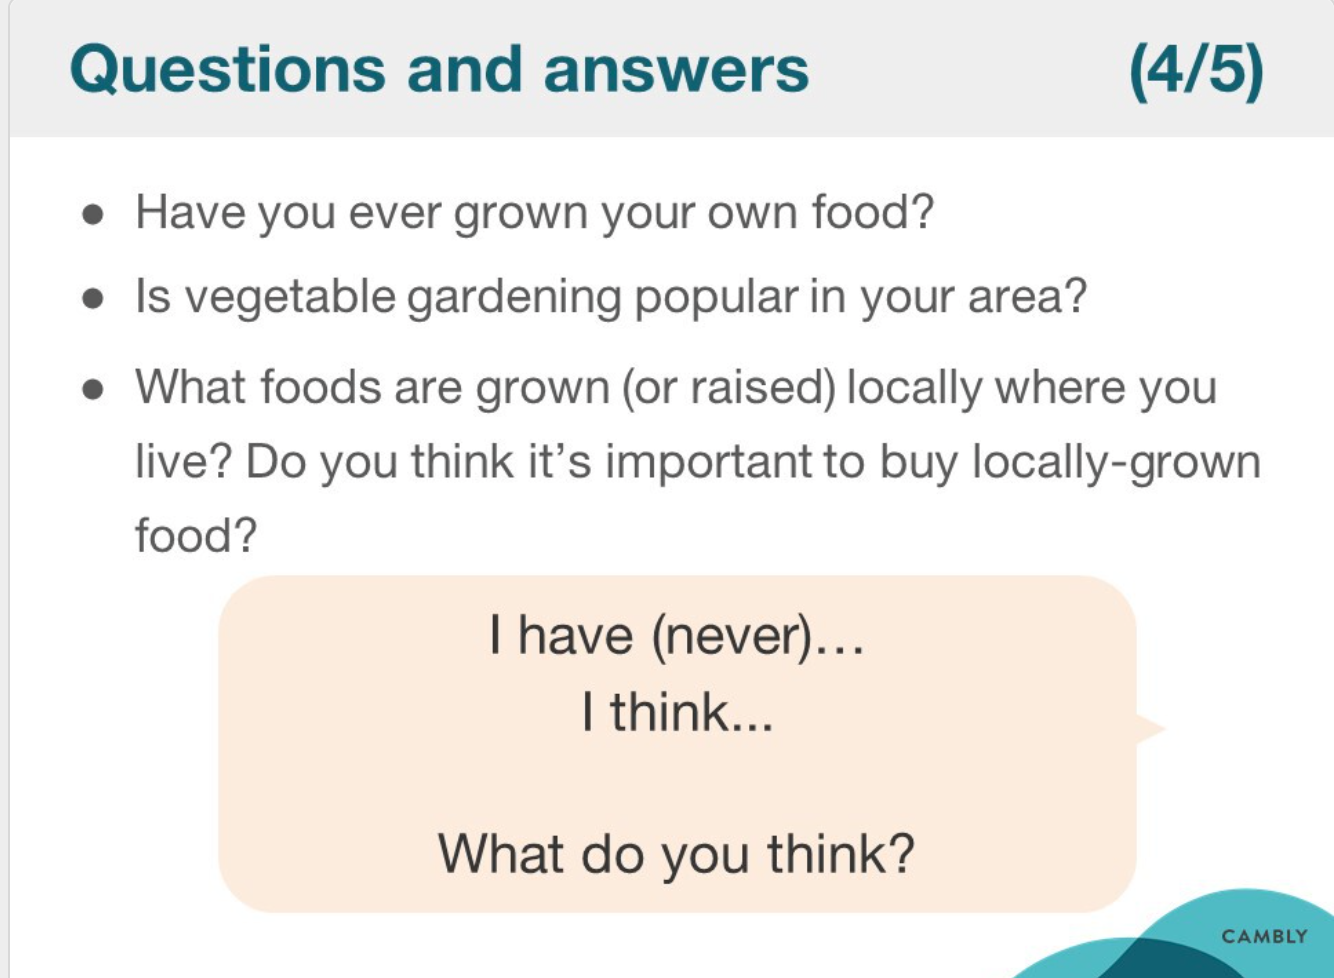 Questions and answers (4/5)
● Have you ever grown your own food?
● Is vegetable gardening popular in your area?
● What foods are grown (or raised) locally where you
live? Do you think it’s important to buy locally-grown
food?
I have (never)…
I think...
What do you think?
CAMBLY